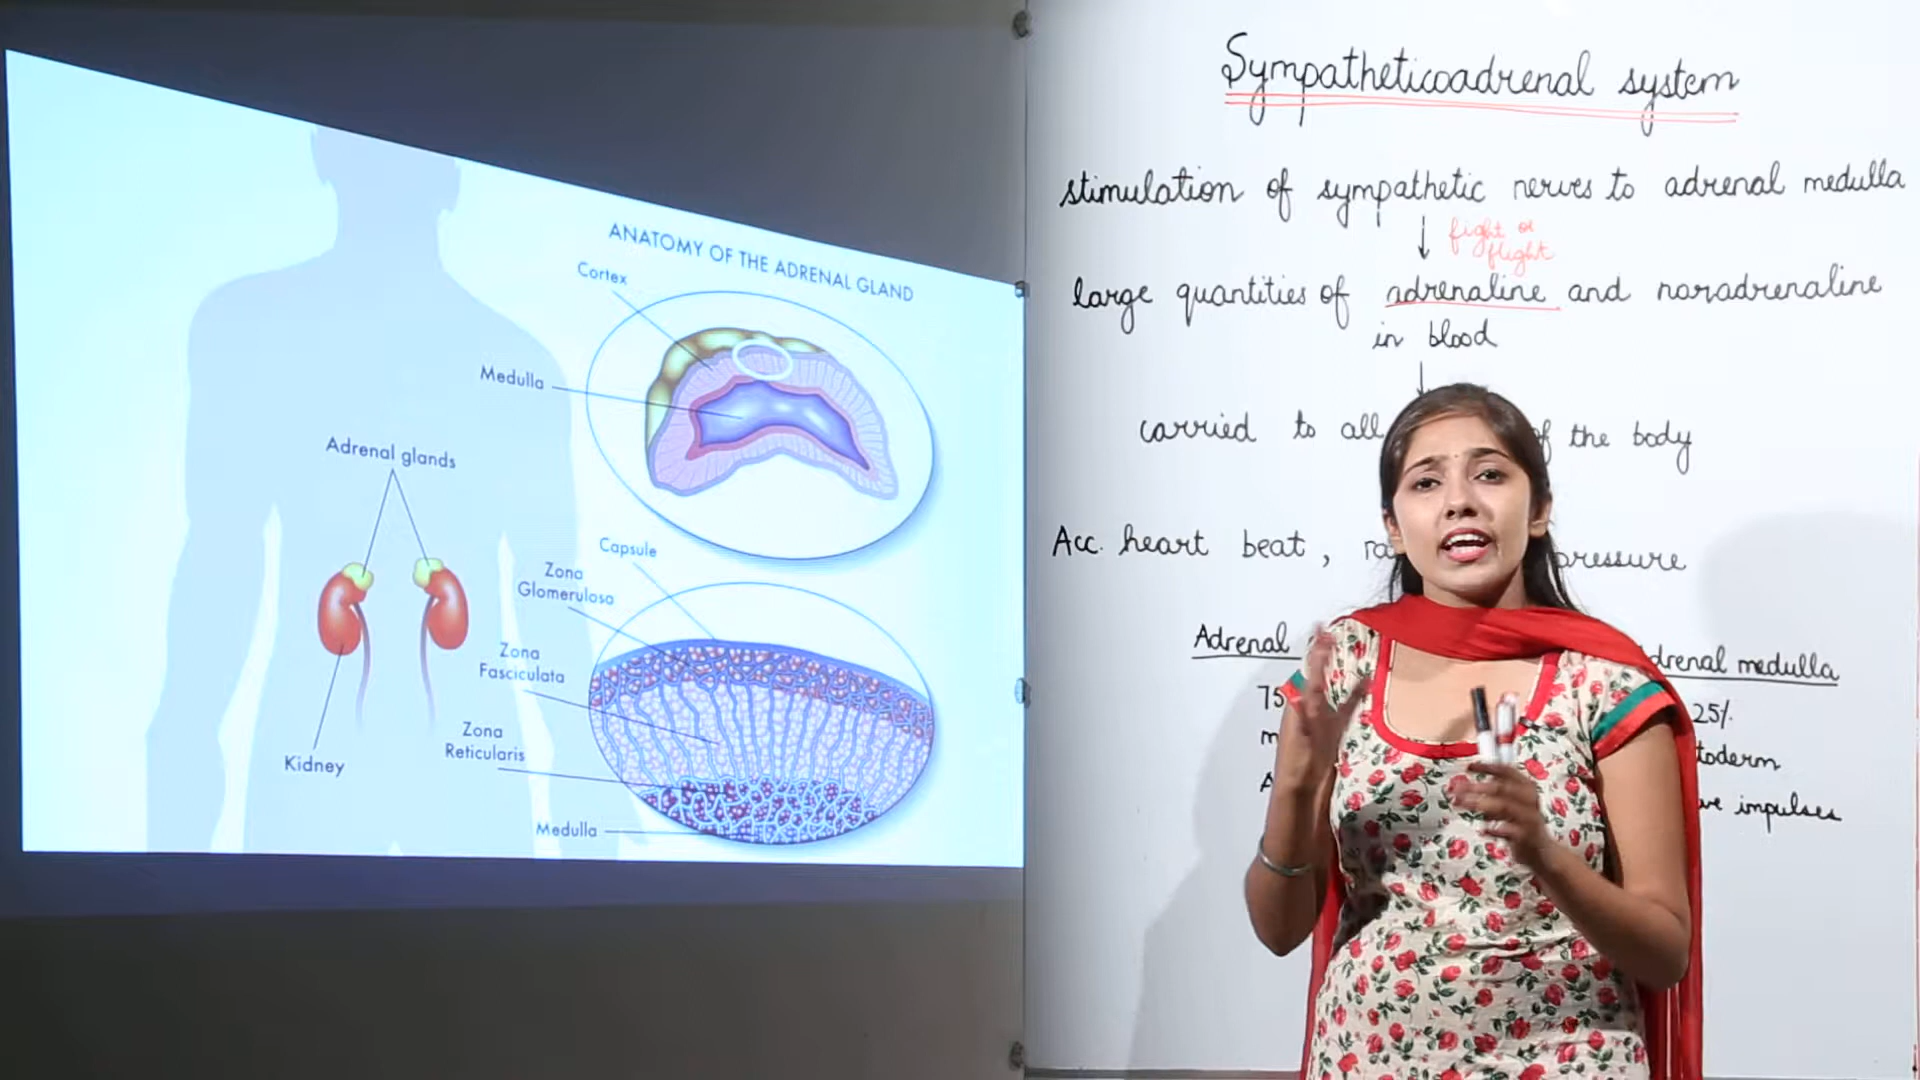 ANATOMY OF THE ADRENAL GLAND
Cortex
Medulla
Adrenal glands
Kidney
Capsule
Zona
Glomerulosa
Zona
Fasciculata
Zona
Reticularis
Medulla
Sympatheticoadrenal system
stimulation of sympathetic nerves to adrenal medulla
fight or
flight
large quantities of adrenaline and noradrenaline
in blood
carried to all of the body
Acc. heart beat, pressure
Adrenal
75
medulla
25%
impulses